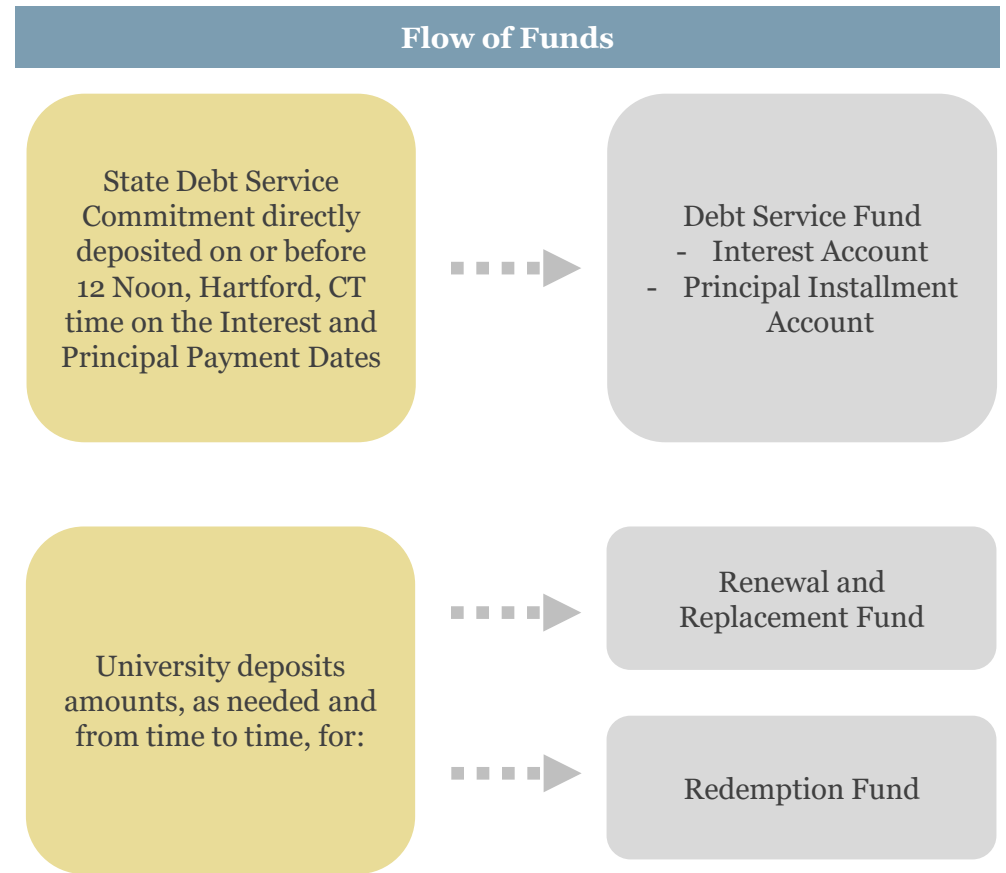 Flow of Funds
State Debt Service
Commitment directly
deposited on or before
12 Noon, Hartford, CT
time on the Interest and
Principal Payment Dates
Debt Service Fund
- Interest Account
- Principal Installment
Account
University deposits
amounts, as needed and
from time to time, for:
Renewal and
Replacement Fund
Redemption Fund